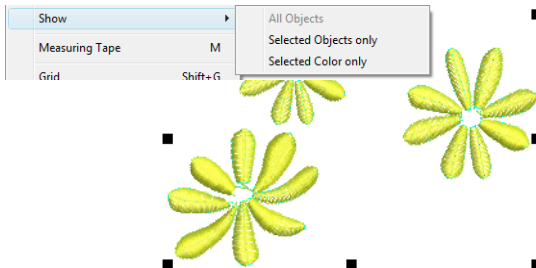 Show
All Objects
Selected Objects only
Selected Color only
Measuring Tape M
Grid Shift+G